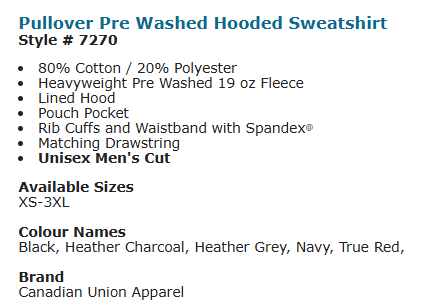 Pullover Pre Washed Hooded Sweatshirt
Style # 7270
• 80% Cotton / 20% Polyester
• Heavyweight Pre Washed 19 oz Fleece
• Lined Hood
• Pouch Pocket
• Rib Cuffs and Waistband with Spandex®
• Matching Drawstring
• Unisex Men's Cut
Available Sizes
XS-3XL
Colour Names
Black, Heather Charcoal, Heather Grey, Navy, True Red,
Brand
Canadian Union Apparel